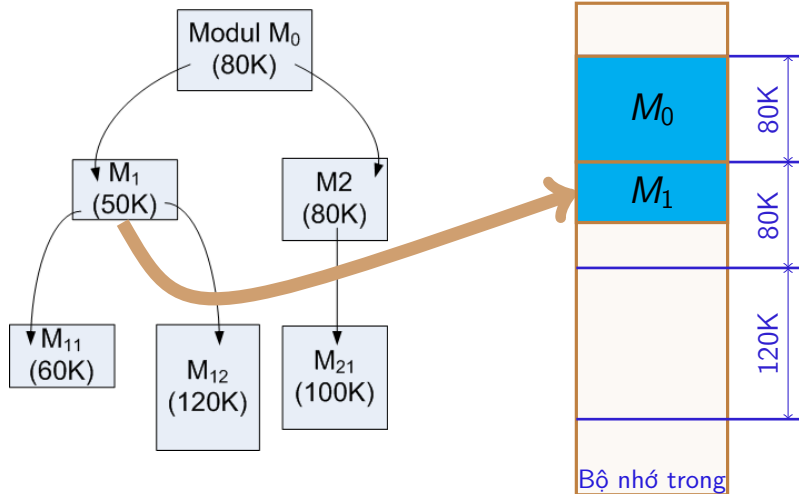 Modul M₀
(80K)
M₁
(50K)
M2
(80K)
M₁₁
(60K)
M₁₂
(120K)
M₂₁
(100K)
M₀
M₁
80K
80K
120K
Bộ nhớ trong